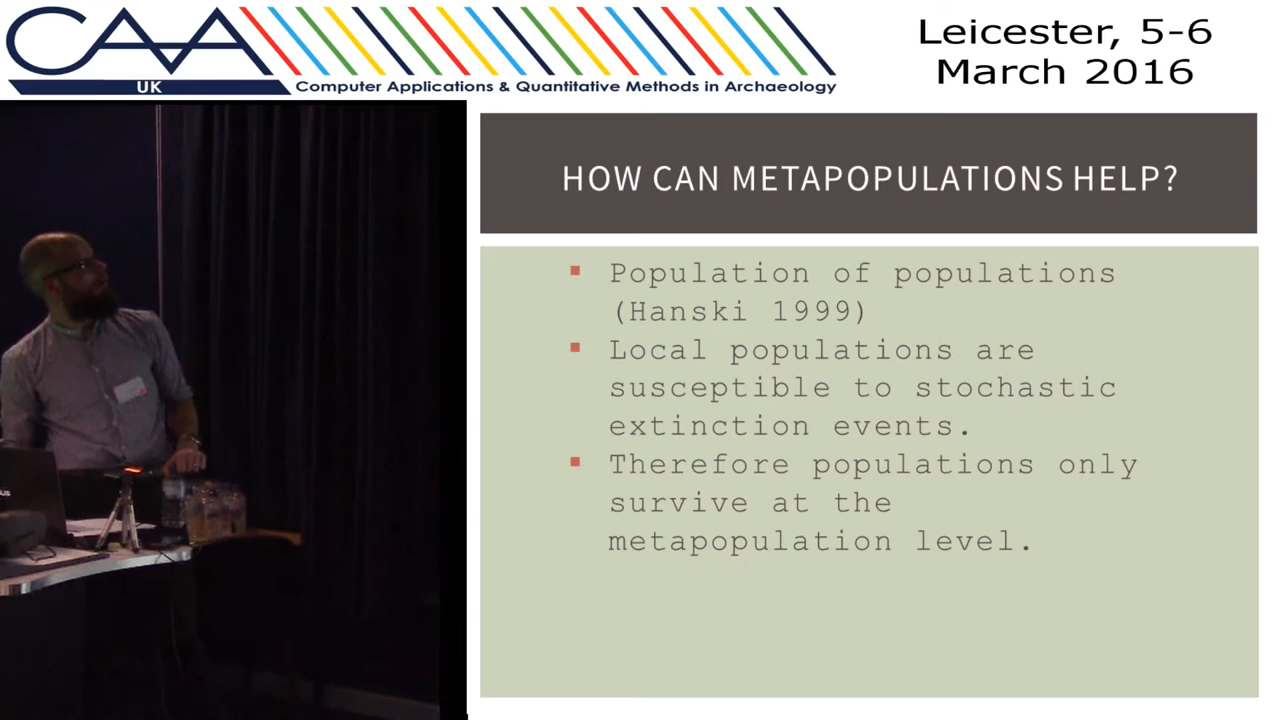 CAA
UK
Computer Applications & Quantitative Methods in Archaeology
Leicester, 5-6
March 2016
HOW CAN METAPOPULATIONS HELP?
▪ Population of populations
(Hanski 1999)
▪ Local populations are
susceptible to stochastic
extinction events.
▪ Therefore populations only
survive at the
metapopulation level.